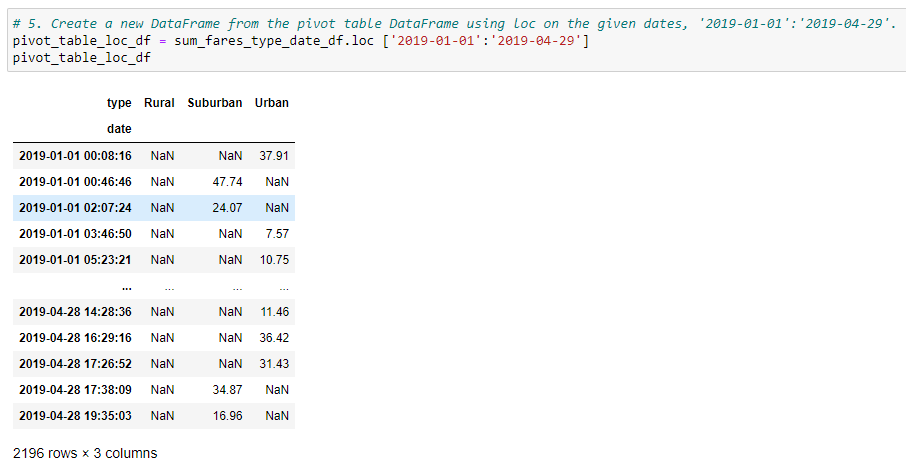 # 5. Create a new DataFrame from the pivot table DataFrame using loc on the given dates, '2019-01-01':'2019-04-29'.
pivot_table_loc_df = sum_fares_type_date_df.loc ['2019-01-01':'2019-04-29']
pivot_table_loc_df
type Rural Suburban Urban
date
2019-01-01 00:08:16 NaN NaN 37.91
2019-01-01 00:46:46 NaN 47.74 NaN
2019-01-01 02:07:24 NaN 24.07 NaN
2019-01-01 03:46:50 NaN NaN 7.57
2019-01-01 05:23:21 NaN NaN 10.75
... ... ... ...
2019-04-28 14:28:36 NaN NaN 11.46
2019-04-28 16:29:16 NaN NaN 36.42
2019-04-28 17:26:52 NaN NaN 31.43
2019-04-28 17:38:09 NaN 34.87 NaN
2019-04-28 19:35:03 NaN 16.96 NaN
2196 rows × 3 columns